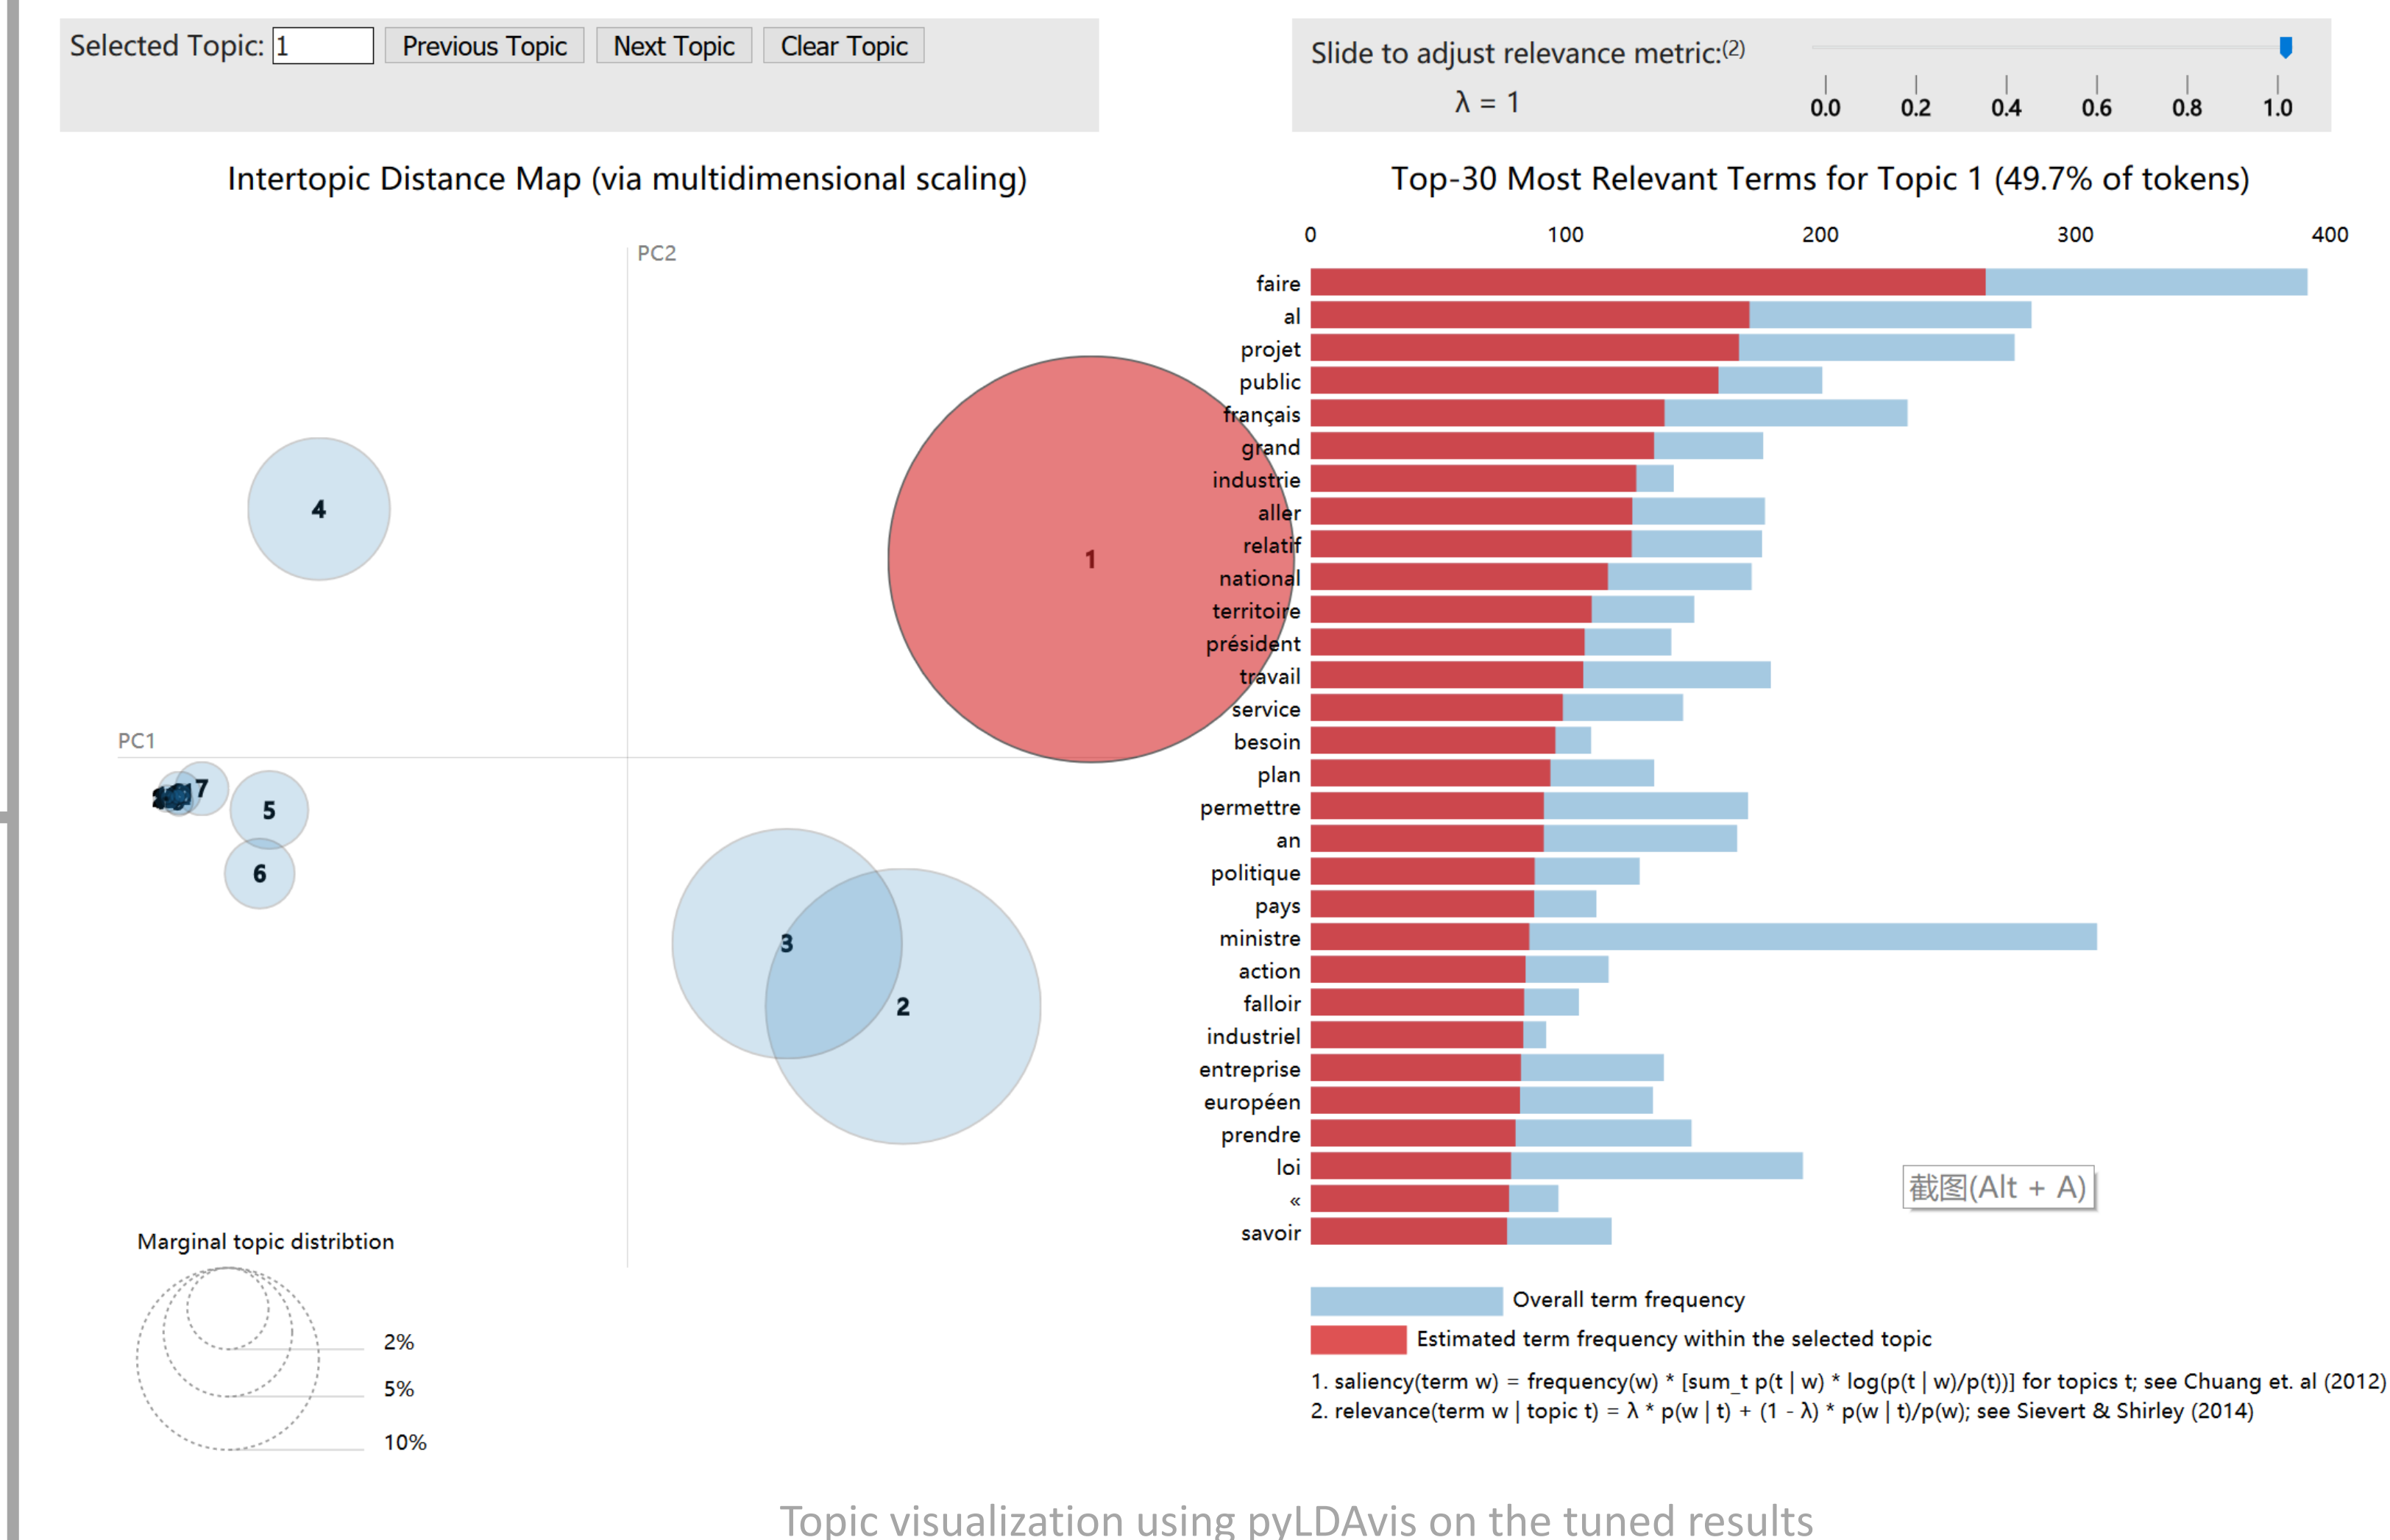 Selected Topic: 1 Previous Topic Next Topic Clear Topic
Slide to adjust relevance metric:(2)
λ = 1
0.0 0.2 0.4 0.6 0.8 1.0
Intertopic Distance Map (via multidimensional scaling)
PC2
PC1
1
4
7
5
6
3
2
Marginal topic distribtion
2%
5%
10%
Top-30 Most Relevant Terms for Topic 1 (49.7% of tokens)
0 100 200 300 400
faire
al
projet
public
français
grand
industrie
aller
relatif
national
territoire
président
travail
service
besoin
plan
permettre
an
politique
pays
ministre
action
falloir
industriel
entreprise
européen
prendre
loi
«
savoir
截图(Alt + A)
Overall term frequency
Estimated term frequency within the selected topic
1. saliency(term w) = frequency(w) * [sum_t p(t | w) * log(p(t | w)/p(t))] for topics t; see Chuang et. al (2012)
2. relevance(term w | topic t) = λ * p(w | t) + (1 - λ) * p(w | t)/p(w); see Sievert & Shirley (2014)
Topic visualization using pyLDAvis on the tuned results